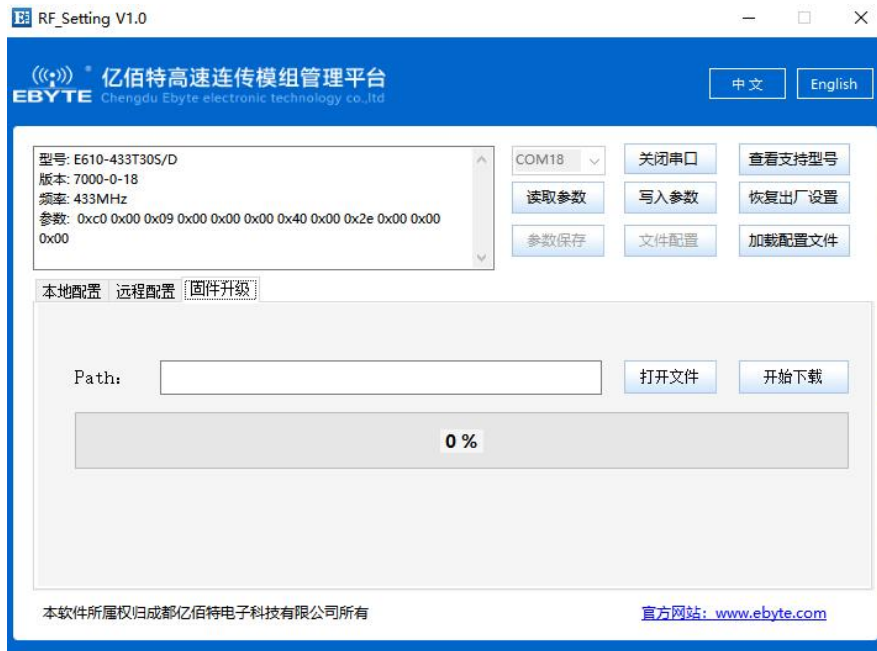 RF_Setting V1.0
亿佰特高速连传模组管理平台
EBYTE Chengdu Ebyte electronic technology co.,ltd
中文 English
型号: E610-433T30S/D
版本: 7000-0-18
频率: 433MHz
参数: 0xc0 0x00 0x09 0x00 0x00 0x00 0x40 0x00 0x2e 0x00 0x00
0x00
COM18 关闭串口 查看支持型号
读取参数 写入参数 恢复出厂设置
参数保存 文件配置 加载配置文件
本地配置 远程配置 固件升级
Path: 打开文件 开始下载
0 %
本软件所属权归成都亿佰特电子科技有限公司所有 官方网站: www.ebyte.com